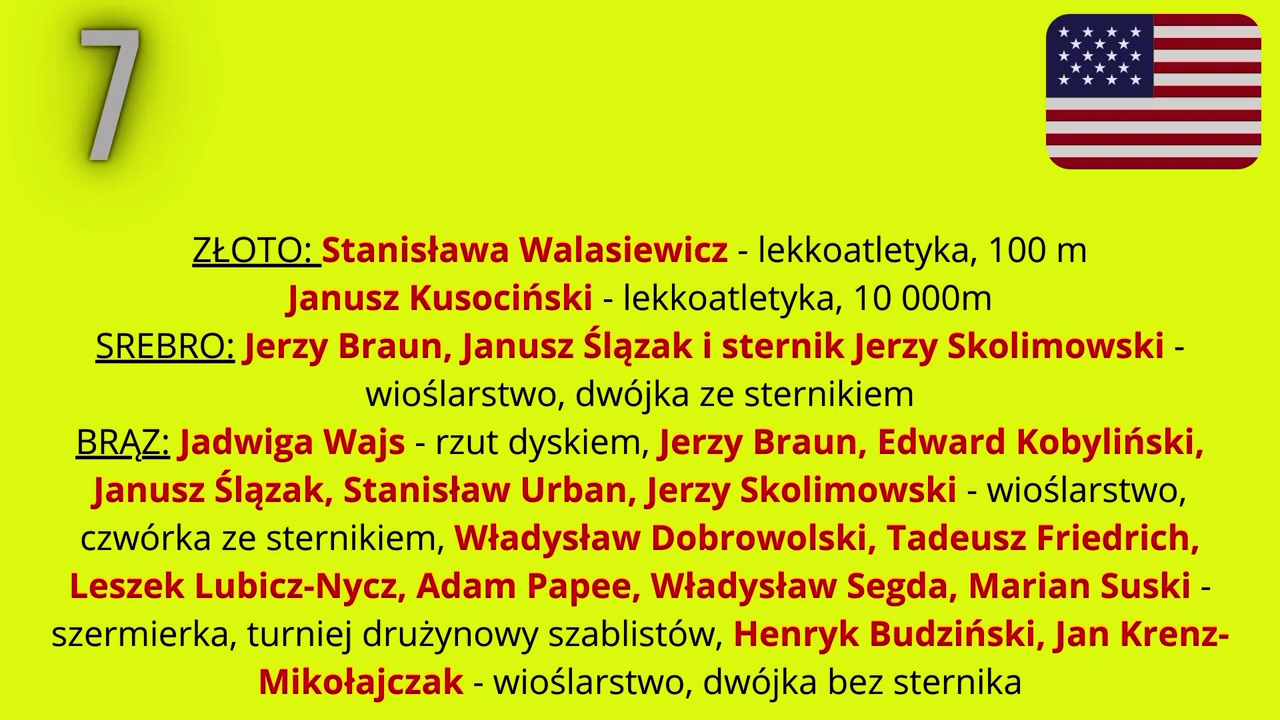 7
ZŁOTO: Stanisława Walasiewicz - lekkoatletyka, 100 m
Janusz Kusociński - lekkoatletyka, 10 000m
SREBRO: Jerzy Braun, Janusz Ślązak i sternik Jerzy Skolimowski -
wioślarstwo, dwójka ze sternikiem
BRĄZ: Jadwiga Wajs - rzut dyskiem, Jerzy Braun, Edward Kobyliński,
Janusz Ślązak, Stanisław Urban, Jerzy Skolimowski - wioślarstwo,
czwórka ze sternikiem, Władysław Dobrowolski, Tadeusz Friedrich,
Leszek Lubicz-Nycz, Adam Papee, Władysław Segda, Marian Suski -
szermierka, turniej drużynowy szablistów, Henryk Budziński, Jan Krenz-
Mikołajczak - wioślarstwo, dwójka bez sternika